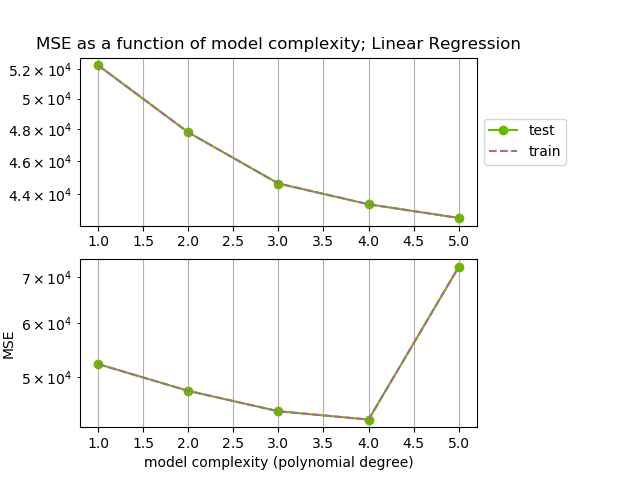 MSE as a function of model complexity; Linear Regression
5.2 × 10⁴
5 × 10⁴
4.8 × 10⁴
4.6 × 10⁴
4.4 × 10⁴
1.0 1.5 2.0 2.5 3.0 3.5 4.0 4.5 5.0
test
train
7 × 10⁴
6 × 10⁴
5 × 10⁴
MSE
1.0 1.5 2.0 2.5 3.0 3.5 4.0 4.5 5.0
model complexity (polynomial degree)